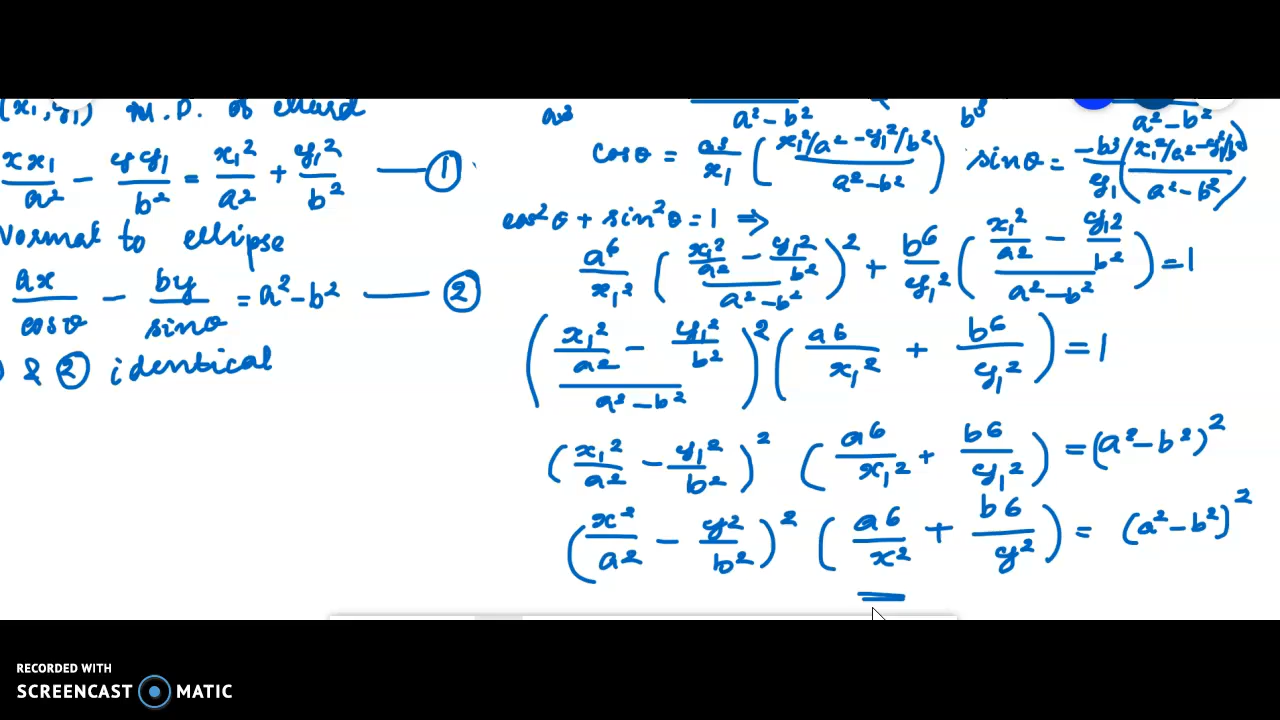 (x₁, y₁) M.P. of chord
xx₁/a² - yy₁/b² = x₁²/a² + y₁²/b² — ①
Normal to ellipse
ax/cosθ - by/sinθ = a² - b² — ②
& ② identical
a³ a² - b² b³ a² - b²
cosθ = a³/x₁ ( (x₁²/a² - y₁²/b²)/(a² - b²) ) sinθ = -b³/y₁ ( (x₁²/a² - y₁²/b²)/(a² - b²) )
cos²θ + sin²θ = 1 ⇒
a⁶/x₁² ( (x₁²/a² - y₁²/b²)/(a² - b²) )² + b⁶/y₁² ( (x₁²/a² - y₁²/b²)/(a² - b²) ) = 1
( (x₁²/a² - y₁²/b²)/(a² - b²) )² ( a⁶/x₁² + b⁶/y₁² ) = 1
( x₁²/a² - y₁²/b² )² ( a⁶/x₁² + b⁶/y₁² ) = (a² - b²)²
( x²/a² - y²/b² )² ( a⁶/x² + b⁶/y² ) = (a² - b²)²
RECORDED WITH
SCREENCAST MATIC